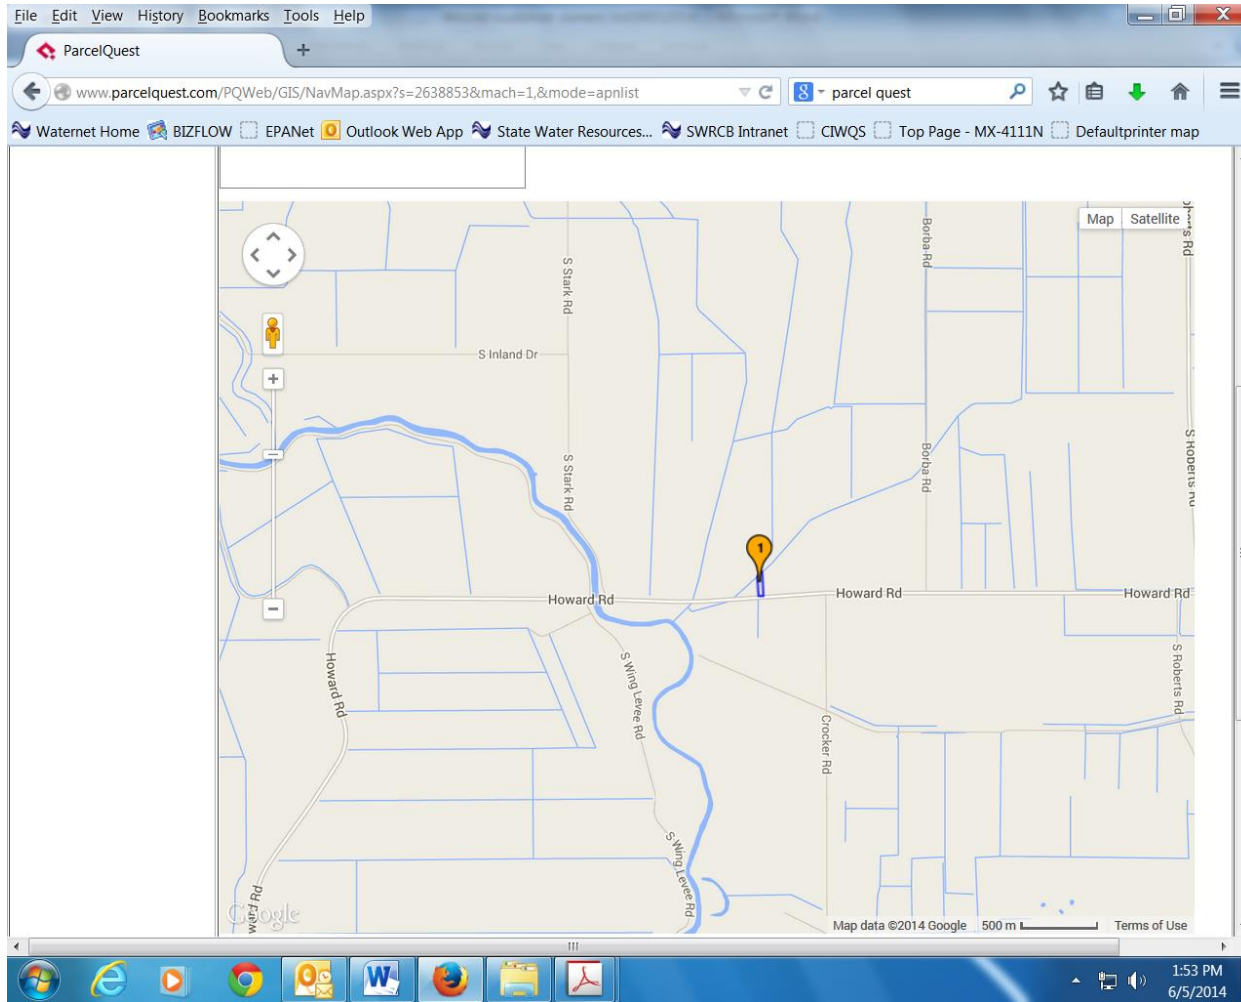 File Edit View History Bookmarks Tools Help
ParcelQuest
www.parcelquest.com/PQWeb/GIS/NavMap.aspx?s=2638853&mach=1,&mode=apnlist
8 parcel quest
Waternet Home BIZFLOW EPANet Outlook Web App State Water Resources... SWRCB Intranet CIWQS Top Page - MX-4111N Defaultprinter map
Map Satellite
Borba Rd
S Stark Rd
S Inland Dr
S Stark Rd
Borba Rd
S Roberts Rd
1
Howard Rd
Howard Rd
Howard Rd
Howard Rd
S Wing Levee Rd
S Roberts Rd
Crocker Rd
S Wing Levee Rd
Google
Map data ©2014 Google 500 m Terms of Use
1:53 PM
6/5/2014